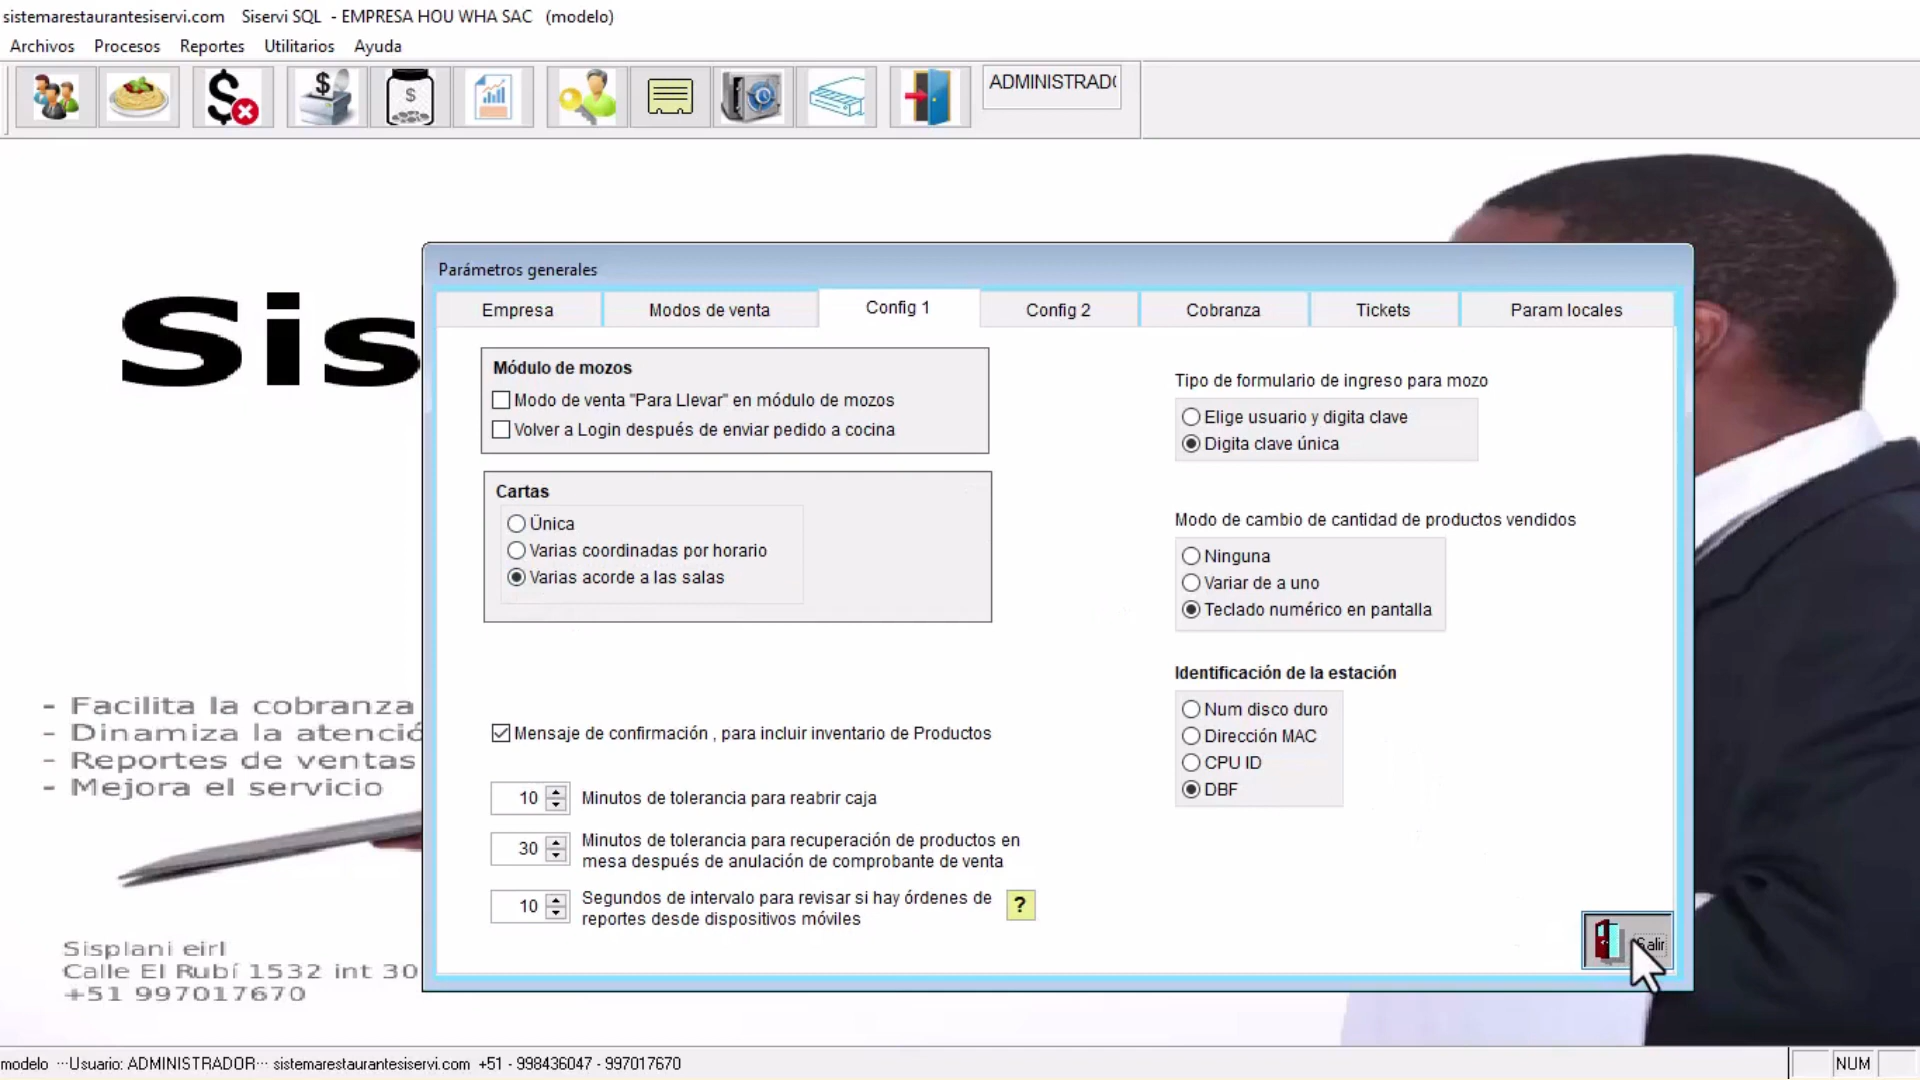 sistemarestaurantesiservi.com Siservi SQL - EMPRESA HOU WHA SAC (modelo)
Archivos Procesos Reportes Utilitarios Ayuda
$ $ $
ADMINISTRADO
Sis
- Facilita la cobranza
- Dinamiza la atenció
- Reportes de ventas
- Mejora el servicio
Sisplani eirl
Calle El Rubí 1532 int 30
+51 997017670
Parámetros generales
Empresa Modos de venta Config 1 Config 2 Cobranza Tickets Param locales
Módulo de mozos
Modo de venta "Para Llevar" en módulo de mozos
Volver a Login después de enviar pedido a cocina
Cartas
Única
Varias coordinadas por horario
Varias acorde a las salas
Mensaje de confirmación , para incluir inventario de Productos
10 Minutos de tolerancia para reabrir caja
30 Minutos de tolerancia para recuperación de productos en
mesa después de anulación de comprobante de venta
10 Segundos de intervalo para revisar si hay órdenes de
reportes desde dispositivos móviles
?
Tipo de formulario de ingreso para mozo
Elige usuario y digita clave
Digita clave única
Modo de cambio de cantidad de productos vendidos
Ninguna
Variar de a uno
Teclado numérico en pantalla
Identificación de la estación
Num disco duro
Dirección MAC
CPU ID
DBF
Salir
modelo ···Usuario: ADMINISTRADOR··· sistemarestaurantesiservi.com +51 - 998436047 - 997017670
NUM